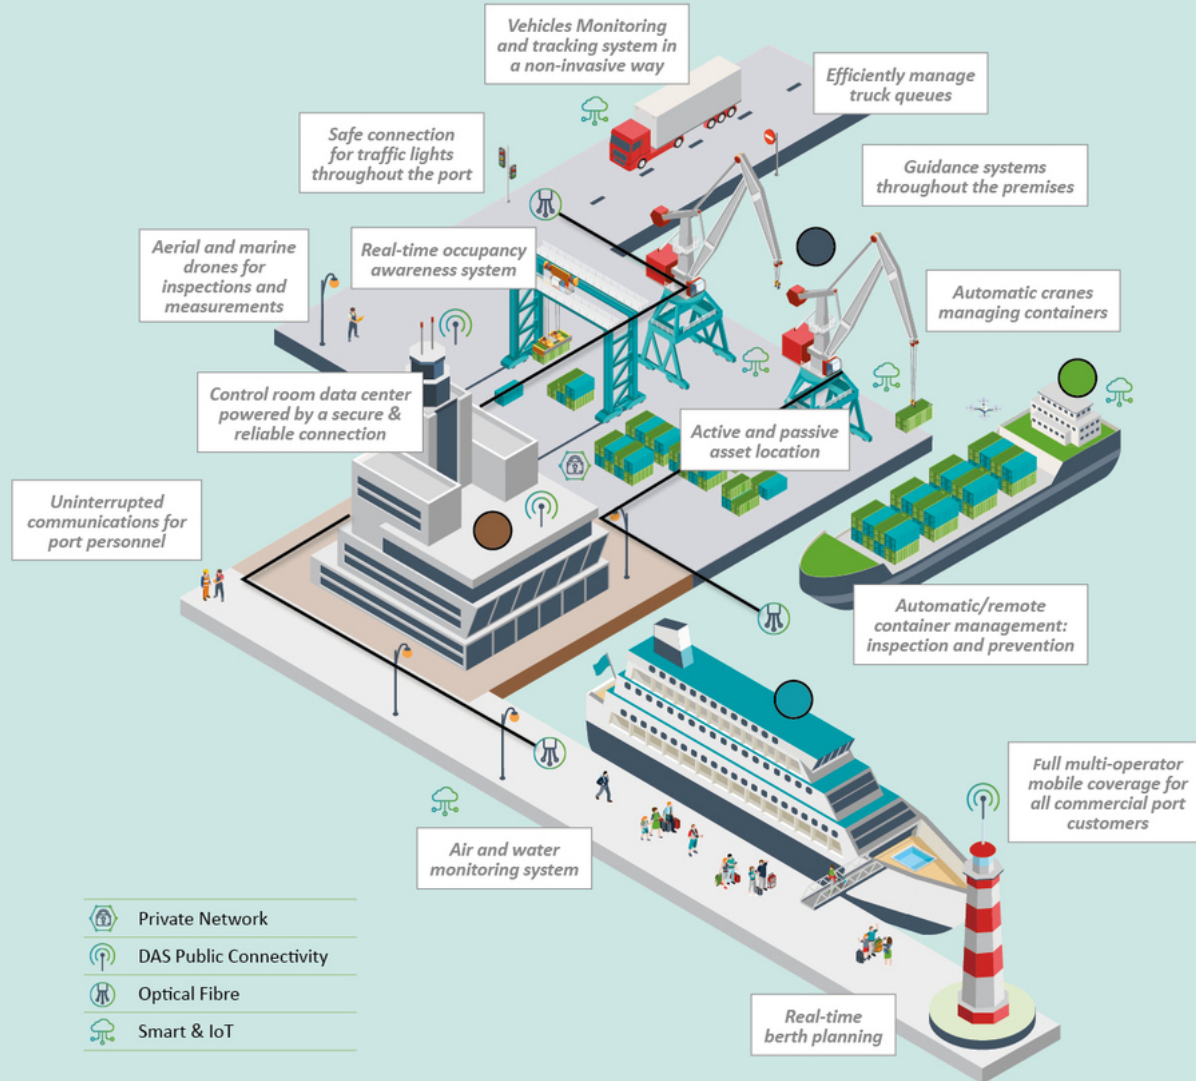 Vehicles Monitoring
and tracking system in
a non-invasive way
Efficiently manage
truck queues
Safe connection
for traffic lights
throughout the port
Guidance systems
throughout the premises
Aerial and marine
drones for
inspections and
measurements
Real-time occupancy
awareness system
Automatic cranes
managing containers
Control room data center
powered by a secure &
reliable connection
Active and passive
asset location
Uninterrupted
communications for
port personnel
Automatic/remote
container management:
inspection and prevention
Full multi-operator
mobile coverage for
all commercial port
customers
Air and water
monitoring system
Real-time
berth planning
Private Network
DAS Public Connectivity
Optical Fibre
Smart & IoT